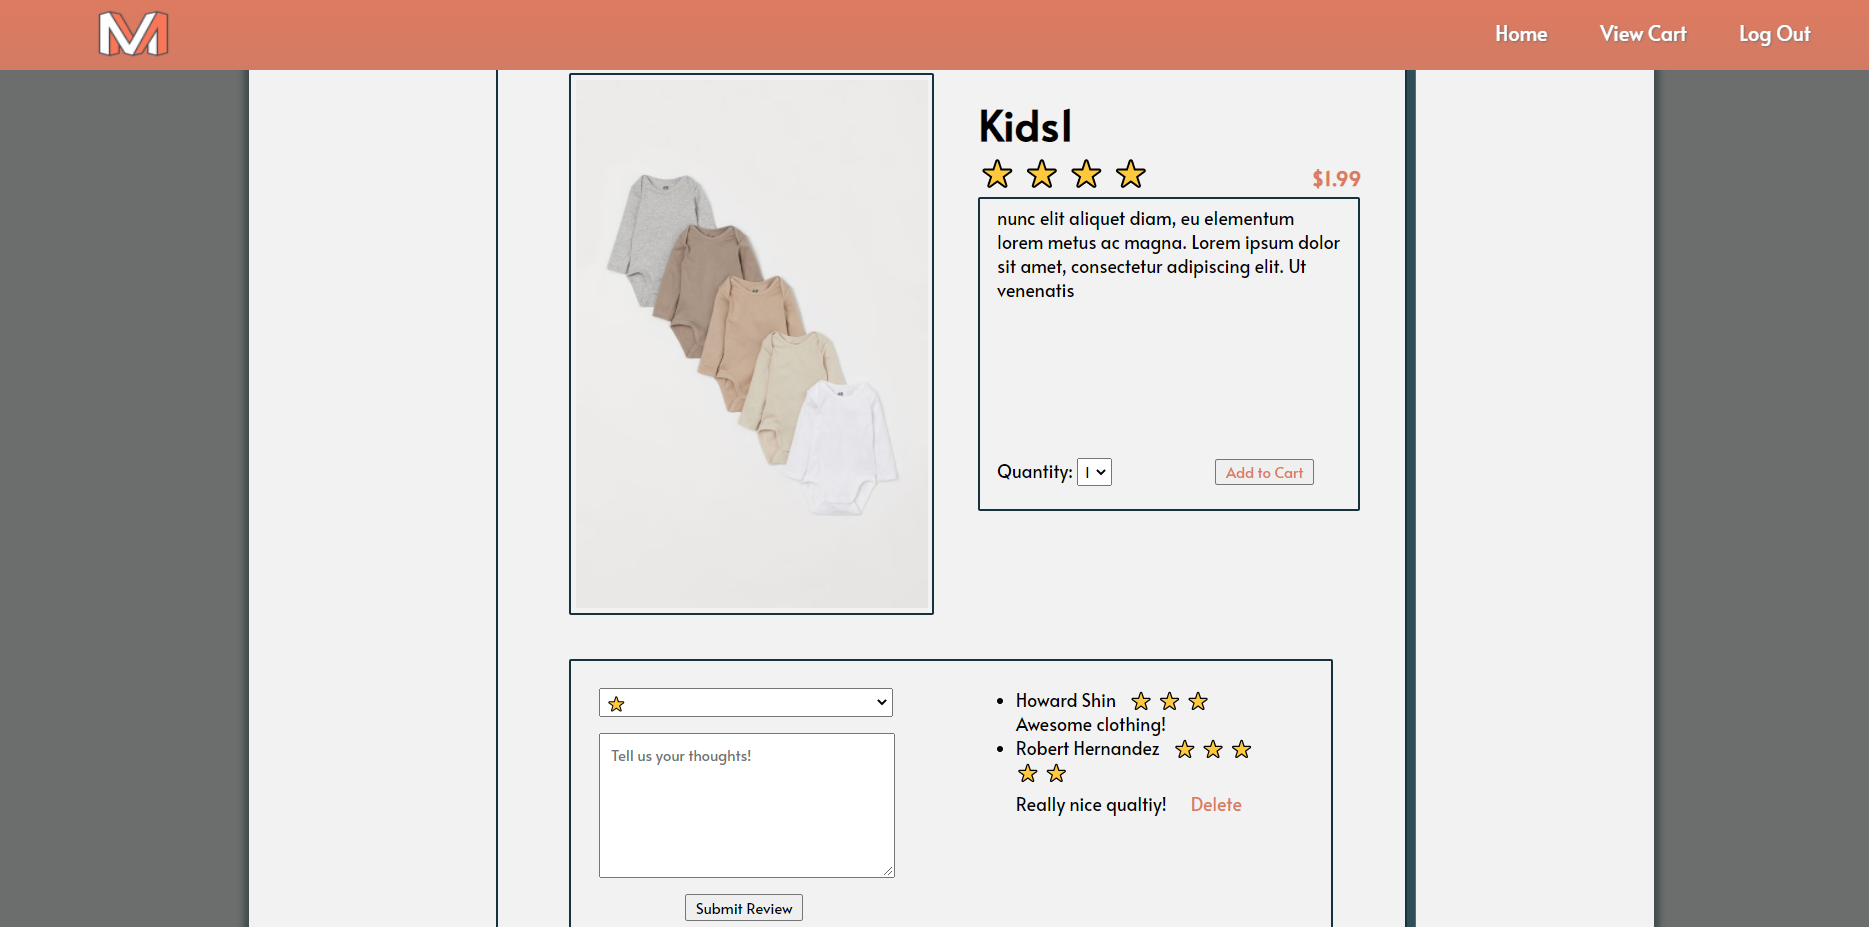 Home View Cart Log Out
Kids1
$1.99
nunc elit aliquet diam, eu elementum
lorem metus ac magna. Lorem ipsum dolor
sit amet, consectetur adipiscing elit. Ut
venenatis
Quantity: 1 Add to Cart
Tell us your thoughts!
Submit Review
Howard Shin
Awesome clothing!
Robert Hernandez
Really nice qualtiy! Delete